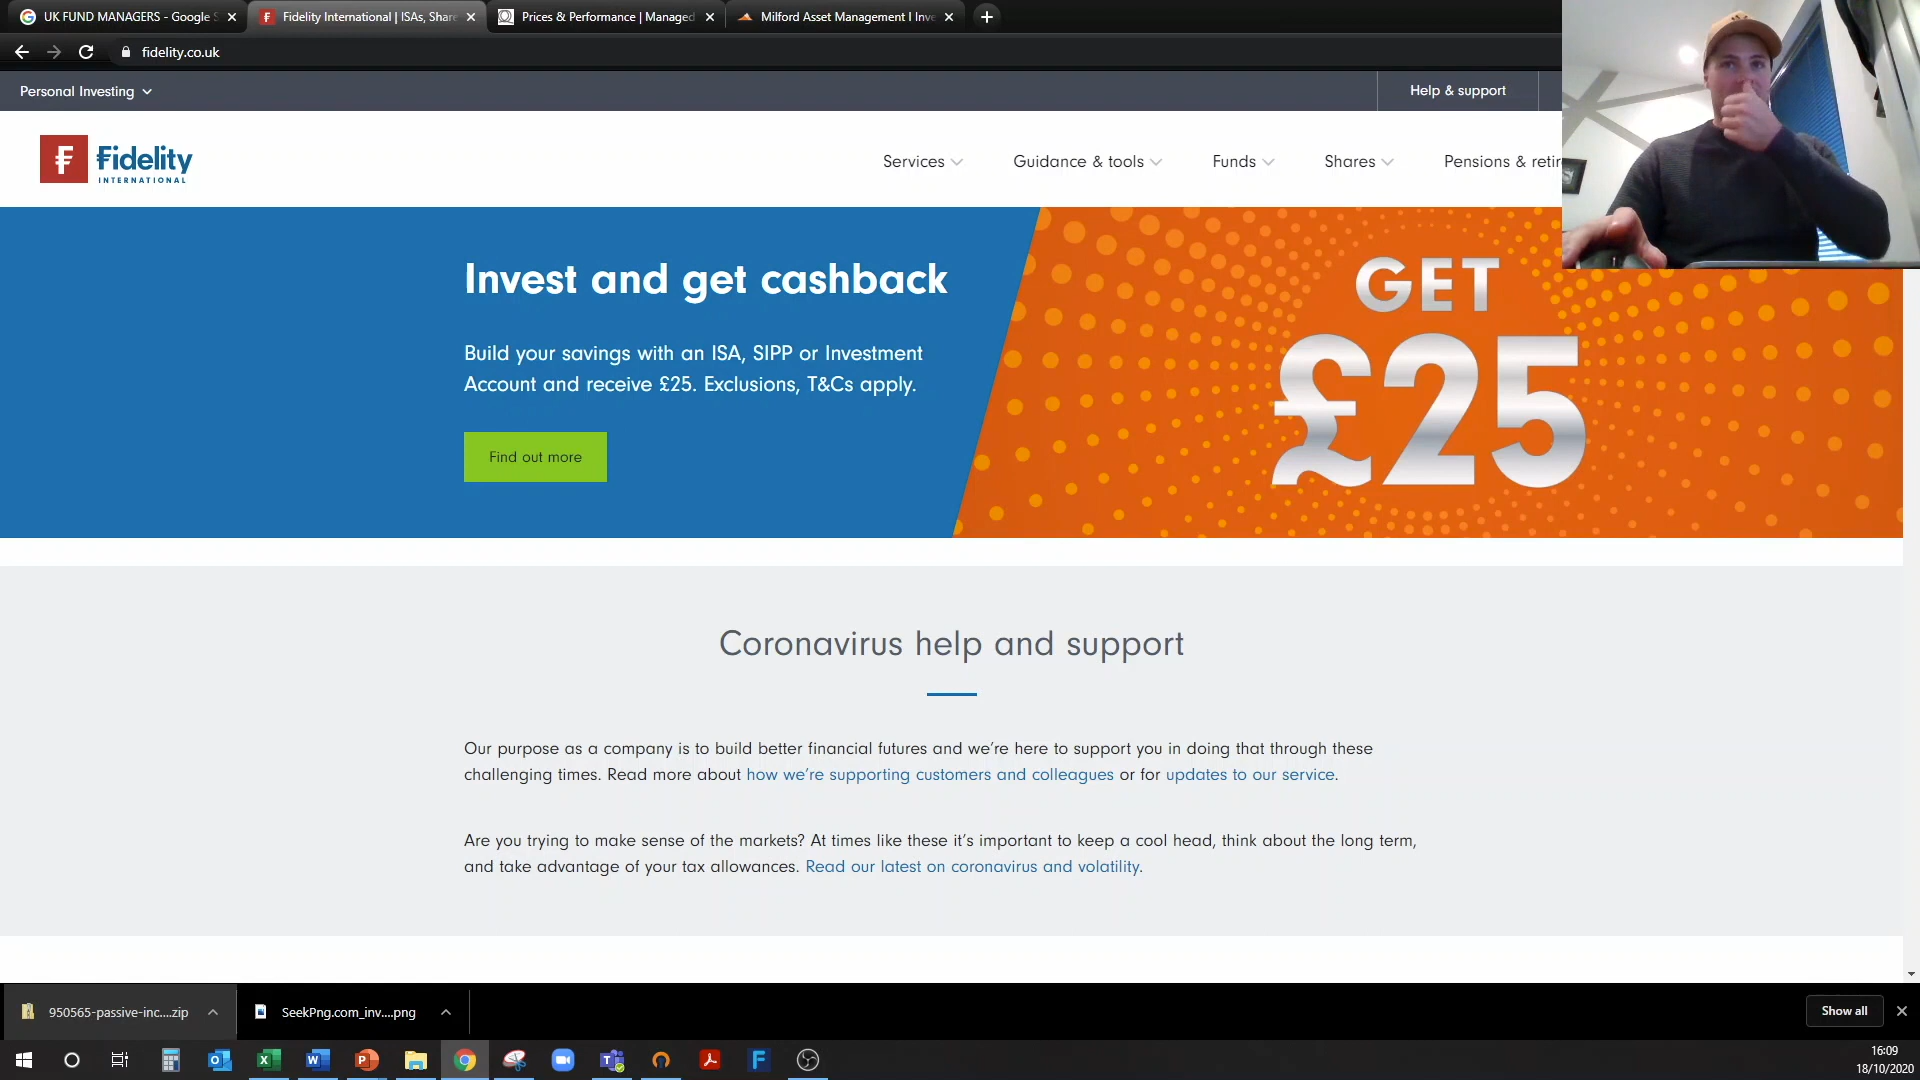 UK FUND MANAGERS - Google S
Fidelity International | ISAs, Share
Prices & Performance | Managed
Milford Asset Management I Inve
fidelity.co.uk
Personal Investing
Help & support
Fidelity
INTERNATIONAL
Services
Guidance & tools
Funds
Shares
Pensions & retir
Invest and get cashback
Build your savings with an ISA, SIPP or Investment
Account and receive £25. Exclusions, T&Cs apply.
Find out more
GET
£25
Coronavirus help and support
Our purpose as a company is to build better financial futures and we're here to support you in doing that through these
challenging times. Read more about how we're supporting customers and colleagues or for updates to our service.
Are you trying to make sense of the markets? At times like these it's important to keep a cool head, think about the long term,
and take advantage of your tax allowances. Read our latest on coronavirus and volatility.
950565-passive-inc....zip
SeekPng.com_inv....png
Show all
16:09
18/10/2020